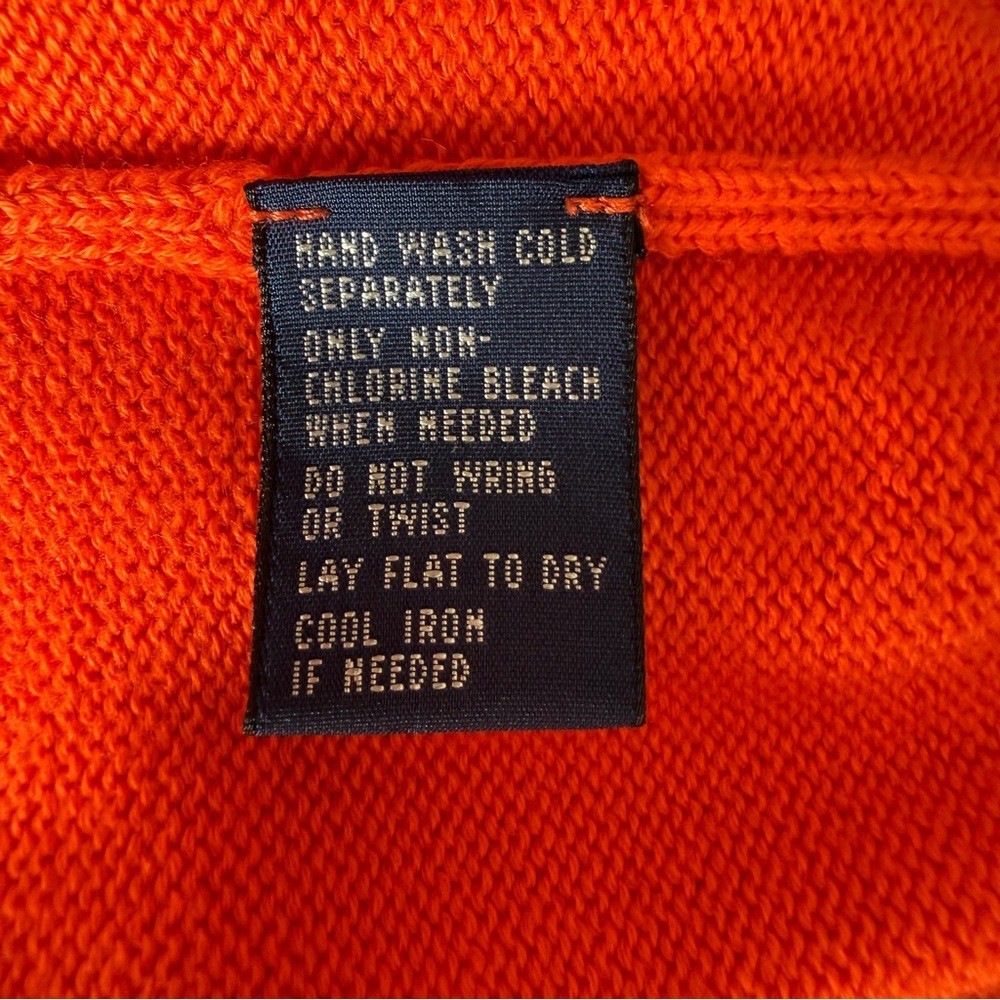 HAND WASH COLD
SEPARATELY
ONLY NON-
CHLORINE BLEACH
WHEN NEEDED
DO NOT WRING
OR TWIST
LAY FLAT TO DRY
COOL IRON
IF NEEDED